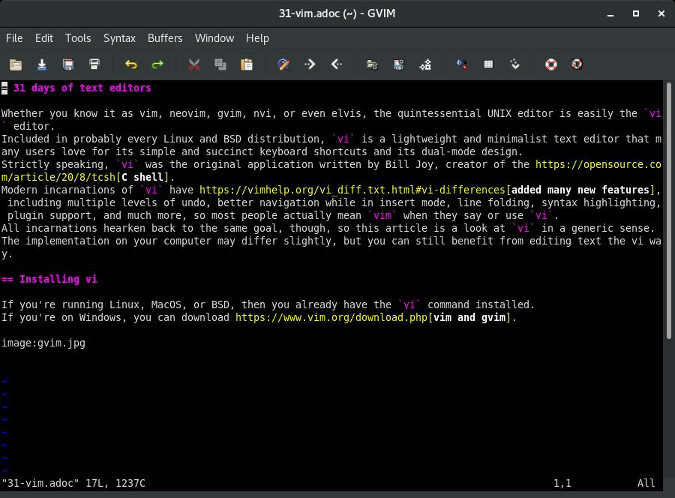 31-vim.adoc (~) - GVIM
File Edit Tools Syntax Buffers Window Help
= 31 days of text editors
Whether you know it as vim, neovim, gvim, nvi, or even elvis, the quintessential UNIX editor is easily the `vi
` editor.
Included in probably every Linux and BSD distribution, `vi` is a lightweight and minimalist text editor that m
any users love for its simple and succinct keyboard shortcuts and its dual-mode design.
Strictly speaking, `vi` was the original application written by Bill Joy, creator of the https://opensource.co
m/article/20/8/tcsh[C shell].
Modern incarnations of `vi` have https://vimhelp.org/vi_diff.txt.html#vi-differences[added many new features],
including multiple levels of undo, better navigation while in insert mode, line folding, syntax highlighting,
plugin support, and much more, so most people actually mean `vim` when they say or use `vi`.
All incarnations hearken back to the same goal, though, so this article is a look at `vi` in a generic sense.
The implementation on your computer may differ slightly, but you can still benefit from editing text the vi wa
y.
== Installing vi
If you're running Linux, MacOS, or BSD, then you already have the `vi` command installed.
If you're on Windows, you can download https://www.vim.org/download.php[vim and gvim].
image:gvim.jpg
~
~
~
~
~
~
~
~
"31-vim.adoc" 17L, 1237C 1,1 All